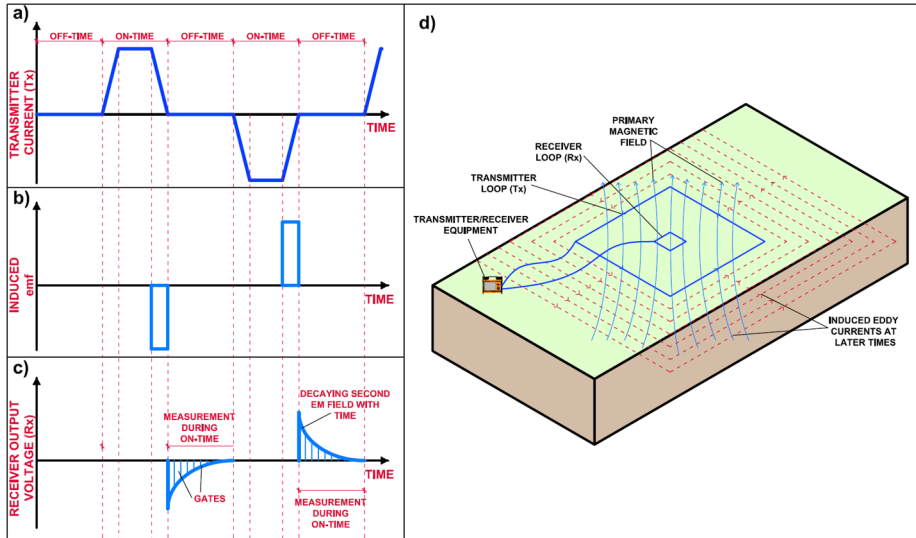 a)
OFF-TIME
ON-TIME
OFF-TIME
ON-TIME
OFF-TIME
TRANSMITTER
CURRENT (Tx)
TIME
b)
INDUCED
emf
TIME
c)
RECEIVER OUTPUT
VOLTAGE (Rx)
MEASUREMENT
DURING
ON-TIME
GATES
DECAYING SECOND
EM FIELD WITH
TIME
TIME
MEASUREMENT
DURING
ON-TIME
d)
PRIMARY
MAGNETIC
FIELD
RECEIVER
LOOP (Rx)
TRANSMITTER
LOOP (Tx)
TRANSMITTER/RECEIVER
EQUIPMENT
INDUCED EDDY
CURRENTS AT
LATER TIMES